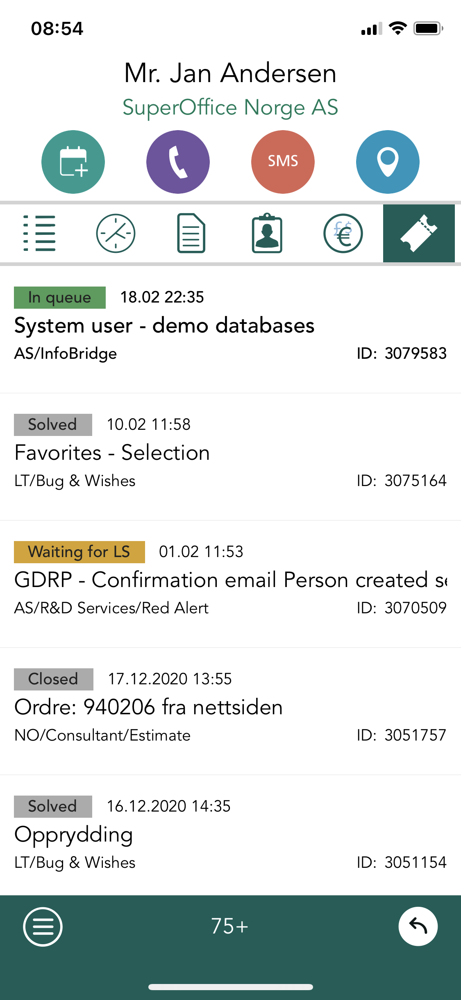 08:54
Mr. Jan Andersen
SuperOffice Norge AS
SMS
£ $
€
In queue 18.02 22:35
System user - demo databases
AS/InfoBridge ID: 3079583
Solved 10.02 11:58
Favorites - Selection
LT/Bug & Wishes ID: 3075164
Waiting for LS 01.02 11:53
GDRP - Confirmation email Person created se
AS/R&D Services/Red Alert ID: 3070509
Closed 17.12.2020 13:55
Ordre: 940206 fra nettsiden
NO/Consultant/Estimate ID: 3051757
Solved 16.12.2020 14:35
Opprydding
LT/Bug & Wishes ID: 3051154
75+